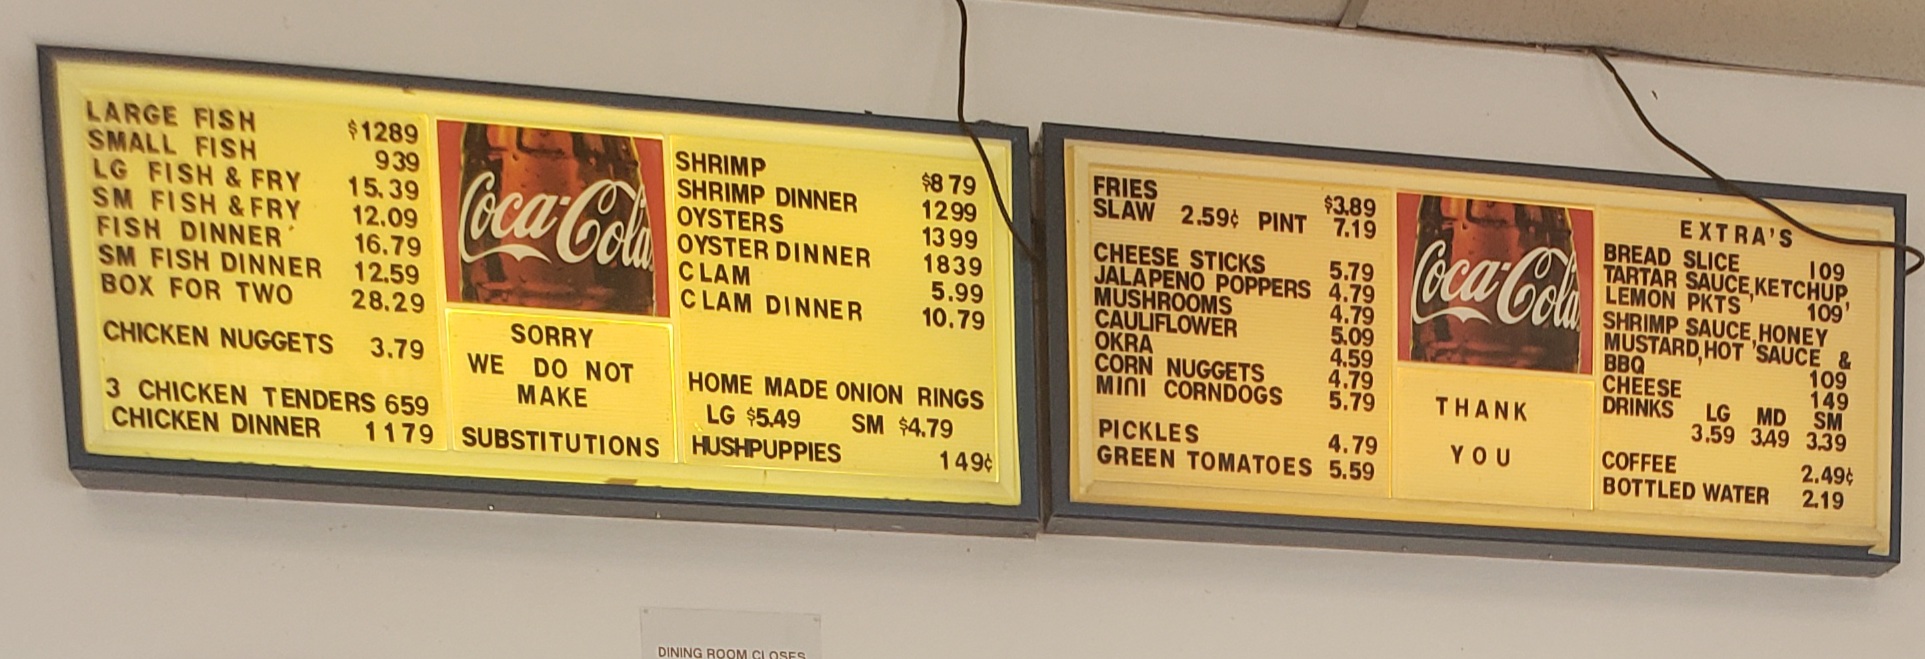 LARGE FISH $1289
SMALL FISH 939
LG FISH & FRY 15.39
SM FISH & FRY 12.09
FISH DINNER 16.79
SM FISH DINNER 12.59
BOX FOR TWO 28.29
CHICKEN NUGGETS 3.79
3 CHICKEN TENDERS 659
CHICKEN DINNER 1179
Coca-Cola
SORRY
WE DO NOT
MAKE
SUBSTITUTIONS
SHRIMP $879
SHRIMP DINNER 1299
OYSTERS 1399
OYSTER DINNER 1839
CLAM 5.99
CLAM DINNER 10.79
HOME MADE ONION RINGS
LG $5.49 SM $4.79
HUSHPUPPIES 149¢
FRIES $3.89
SLAW 2.59¢ PINT 7.19
CHEESE STICKS 5.79
JALAPENO POPPERS 4.79
MUSHROOMS 4.79
CAULIFLOWER 5.09
OKRA 4.59
CORN NUGGETS 4.79
MINI CORNDOGS 5.79
PICKLES 4.79
GREEN TOMATOES 5.59
Coca-Cola
THANK
YOU
EXTRA'S
BREAD SLICE 109
TARTAR SAUCE,KETCHUP,
LEMON PKTS 109'
SHRIMP SAUCE,HONEY
MUSTARD,HOT SAUCE &
BBQ 109
CHEESE 149
DRINKS LG MD SM
3.59 349 3.39
COFFEE 2.49¢
BOTTLED WATER 2.19
DINING ROOM CLOSES